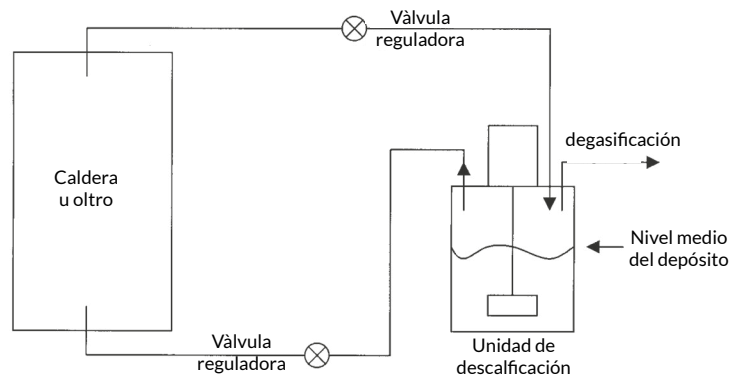 Vàlvula
reguladora
degasificación
Caldera
u oltro
Nivel medio
del depósito
Vàlvula
reguladora
Unidad de
descalficación